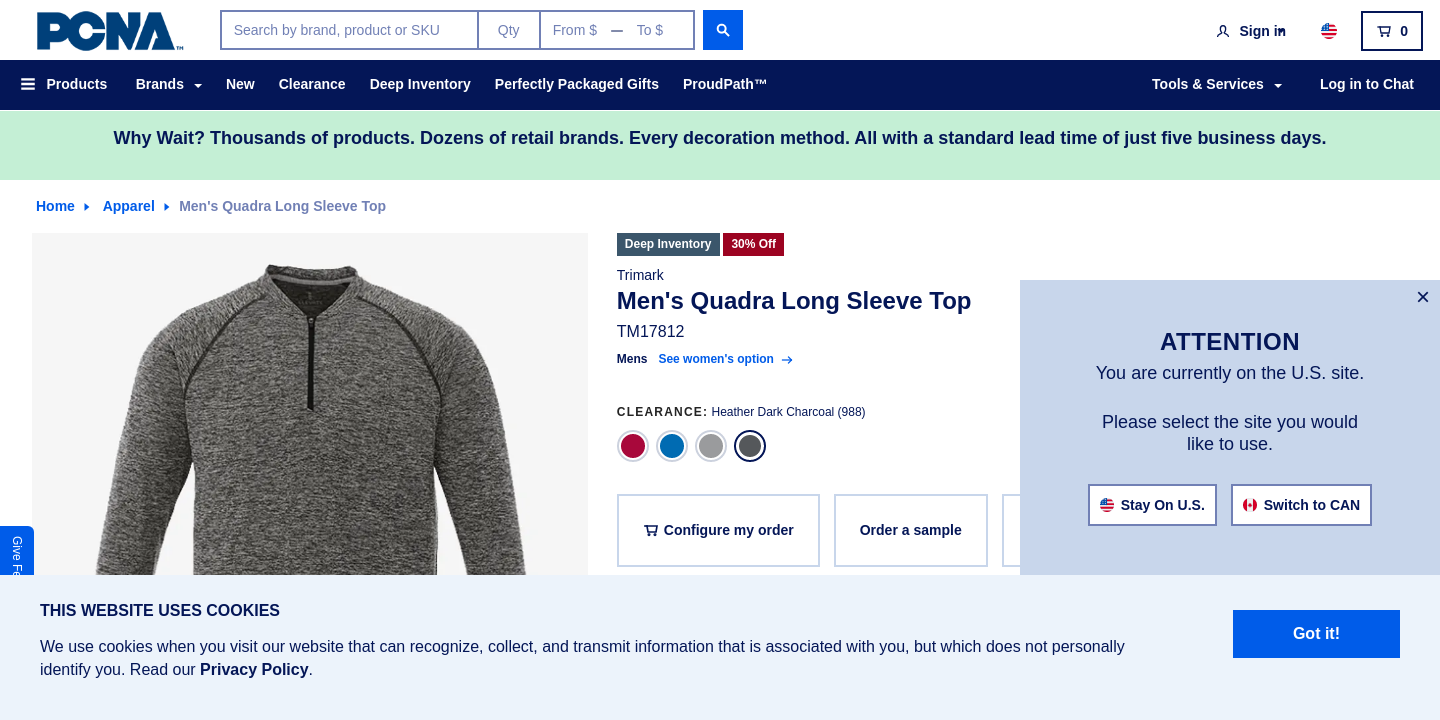 PCNA™
Search by brand, product or SKU
Qty
From $ — To $
Sign in
0
Products
Brands
New
Clearance
Deep Inventory
Perfectly Packaged Gifts
ProudPath™
Tools & Services
Log in to Chat
Why Wait? Thousands of products. Dozens of retail brands. Every decoration method. All with a standard lead time of just five business days.
Home
Apparel
Men's Quadra Long Sleeve Top
Deep Inventory
30% Off
Trimark
Men's Quadra Long Sleeve Top
TM17812
Mens
See women's option
CLEARANCE: Heather Dark Charcoal (988)
Configure my order
Order a sample
×
ATTENTION
You are currently on the U.S. site.
Please select the site you would
like to use.
Stay On U.S.
Switch to CAN
Give
THIS WEBSITE USES COOKIES
We use cookies when you visit our website that can recognize, collect, and transmit information that is associated with you, but which does not personally
identify you. Read our Privacy Policy.
Got it!